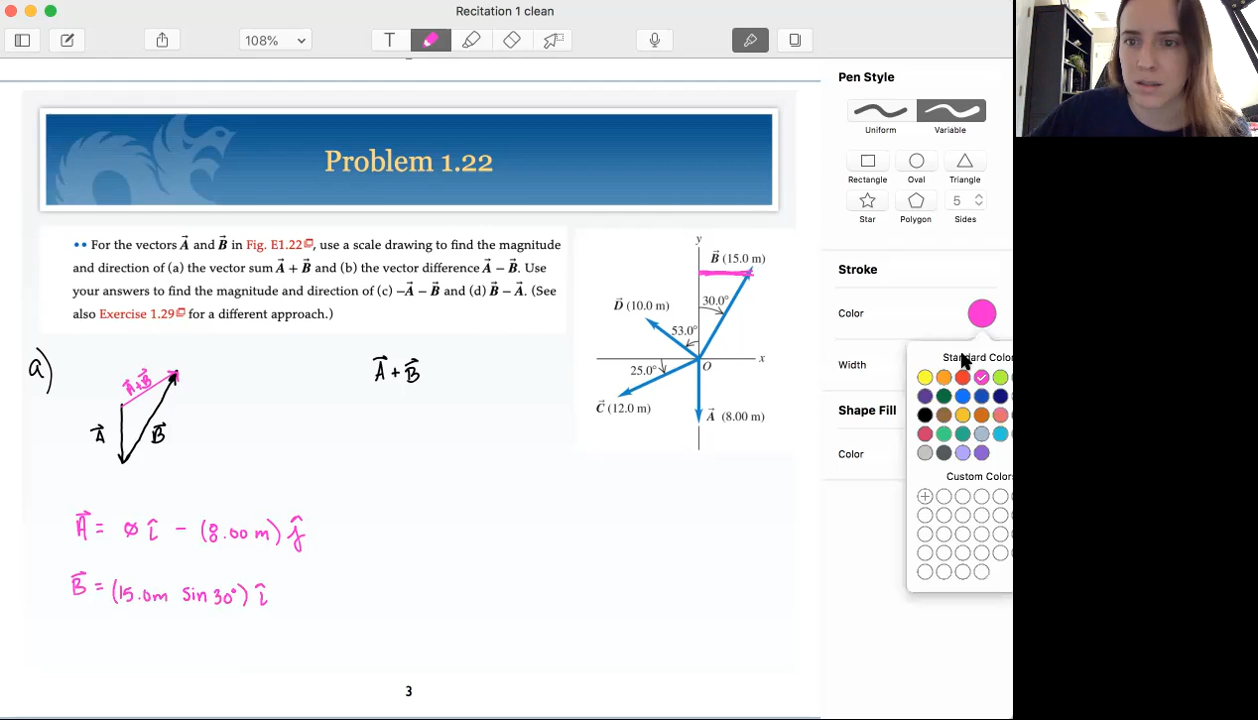 Recitation 1 clean
108%
T
Pen Style
Uniform
Variable
Rectangle
Oval
Triangle
5
Star
Polygon
Sides
Stroke
Color
Width
Shape Fill
Color
Standard Color
Custom Color
Problem 1.22
•• For the vectors A⃗ and B⃗ in Fig. E1.22, use a scale drawing to find the magnitude
and direction of (a) the vector sum A⃗ + B⃗ and (b) the vector difference A⃗ − B⃗. Use
your answers to find the magnitude and direction of (c) −A⃗ − B⃗ and (d) B⃗ − A⃗. (See
also Exercise 1.29 for a different approach.)
y
B⃗ (15.0 m)
30.0°
D⃗ (10.0 m)
53.0°
x
O
25.0°
C⃗ (12.0 m)
A⃗ (8.00 m)
a)
A⃗+B⃗
A⃗
B⃗
A⃗ + B⃗
A⃗ = 0 î − (8.00 m) ĵ
B⃗ = (15.0m sin 30°) î
3